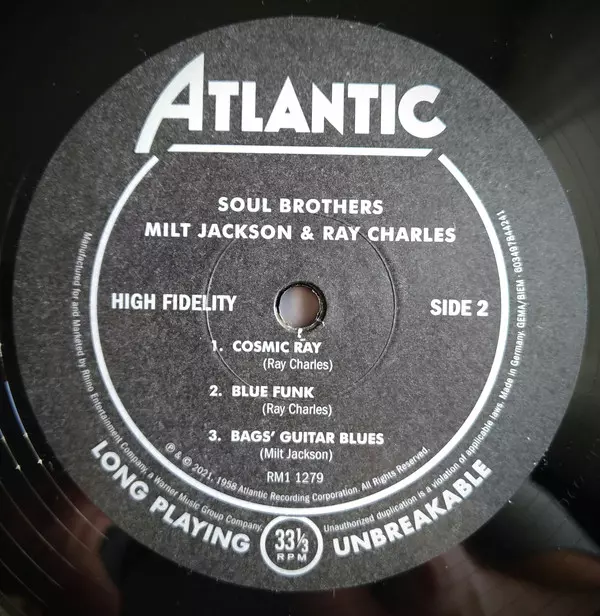 ATLANTIC
SOUL BROTHERS
MILT JACKSON & RAY CHARLES
HIGH FIDELITY
SIDE 2
1. COSMIC RAY
(Ray Charles)
2. BLUE FUNK
(Ray Charles)
3. BAGS' GUITAR BLUES
(Milt Jackson)
RM1 1279
℗ & © 2021, 1958 Atlantic Recording Corporation. All Rights Reserved.
Manufactured for and Marketed by Rhino Entertainment Company, a Warner Music Group Company.
Unauthorized duplication is a violation of applicable laws. Made in Germany. GEMA/BIEM · 603497844241
LONG PLAYING
33⅓
RPM
UNBREAKABLE